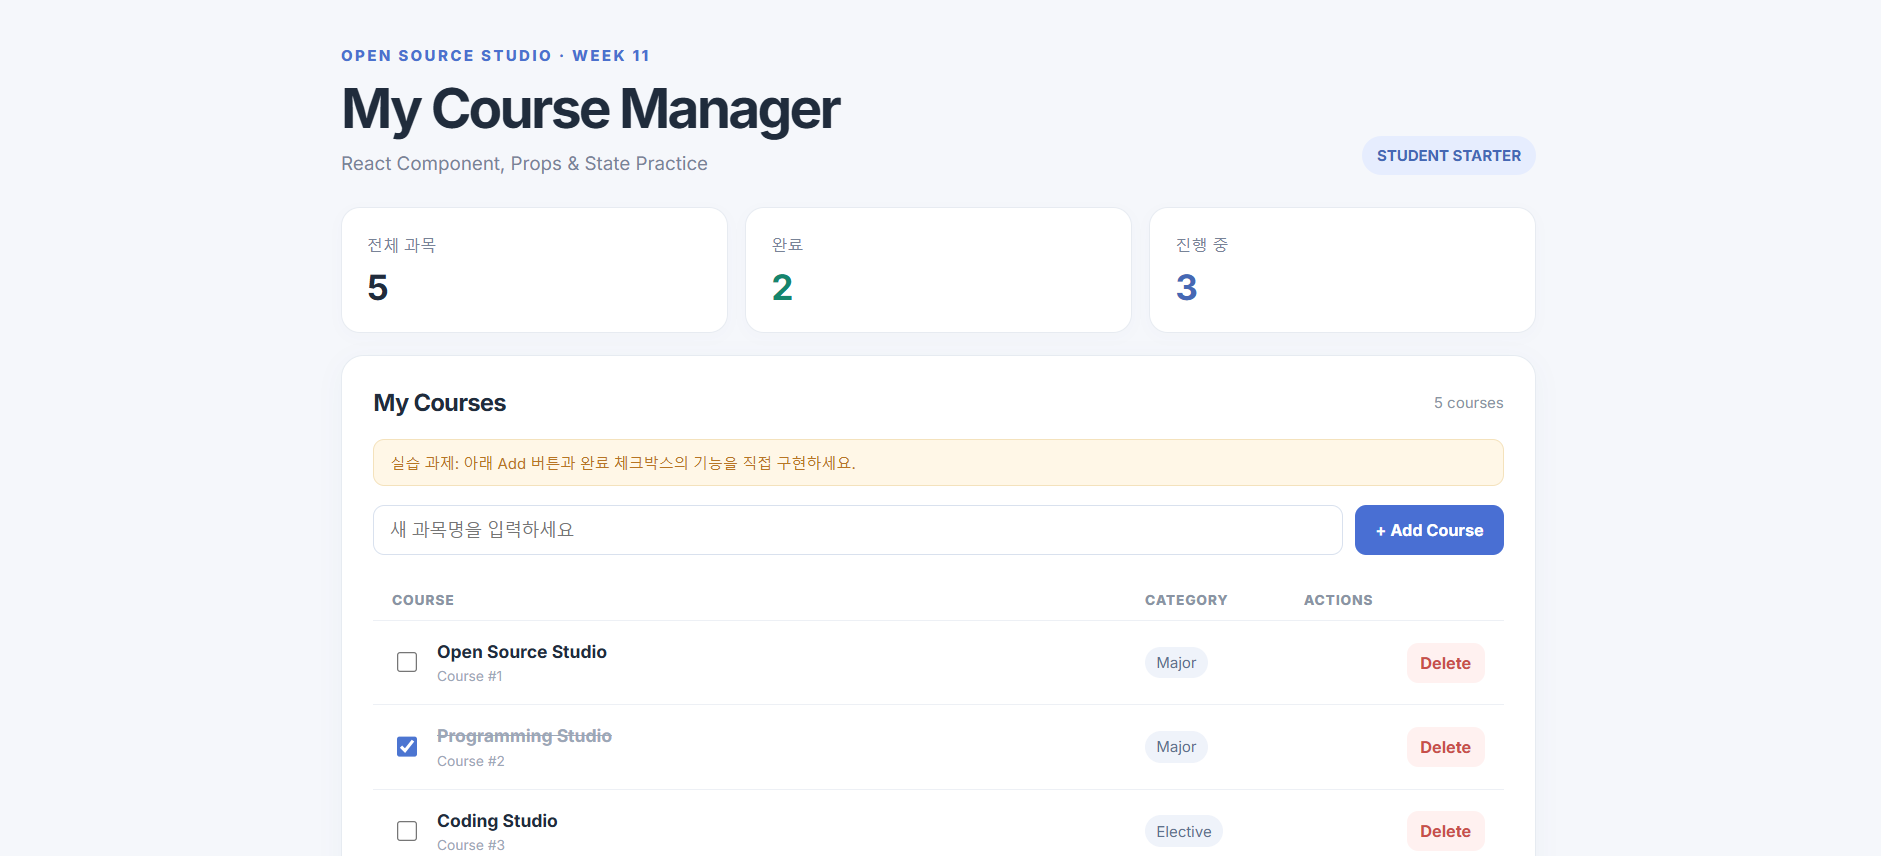 OPEN SOURCE STUDIO · WEEK 11
My Course Manager
React Component, Props & State Practice
STUDENT STARTER
전체 과목
5
완료
2
진행 중
3
My Courses
5 courses
실습 과제: 아래 Add 버튼과 완료 체크박스의 기능을 직접 구현하세요.
새 과목명을 입력하세요
+ Add Course
COURSE CATEGORY ACTIONS
Open Source Studio
Course #1
Major
Delete
Programming Studio
Course #2
Major
Delete
Coding Studio
Course #3
Elective
Delete